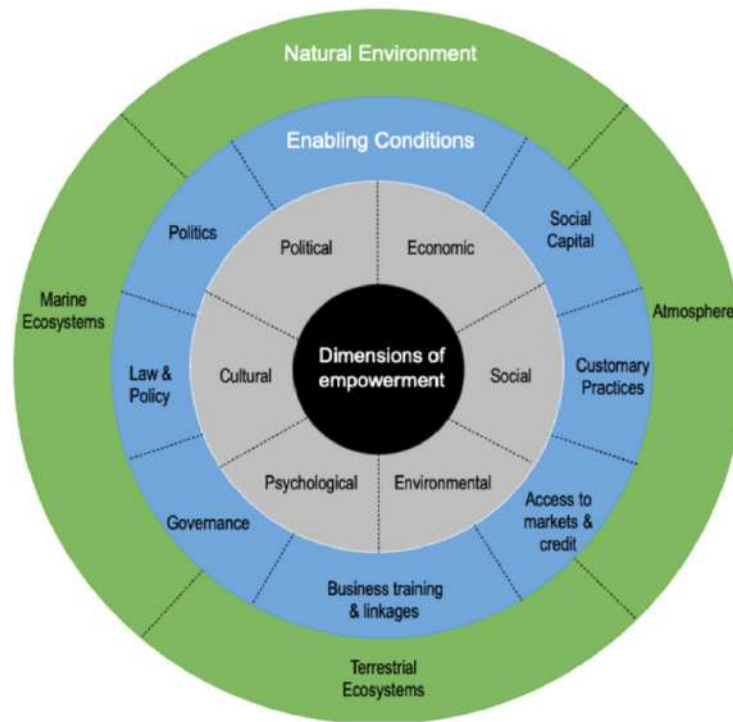 Natural Environment
Enabling Conditions
Politics
Political
Economic
Social
Capital
Marine
Ecosystems
Atmosphere
Law &
Policy
Cultural
Dimensions of
empowerment
Social
Customary
Practices
Psychological
Environmental
Governance
Access to
markets &
credit
Business training
& linkages
Terrestrial
Ecosystems